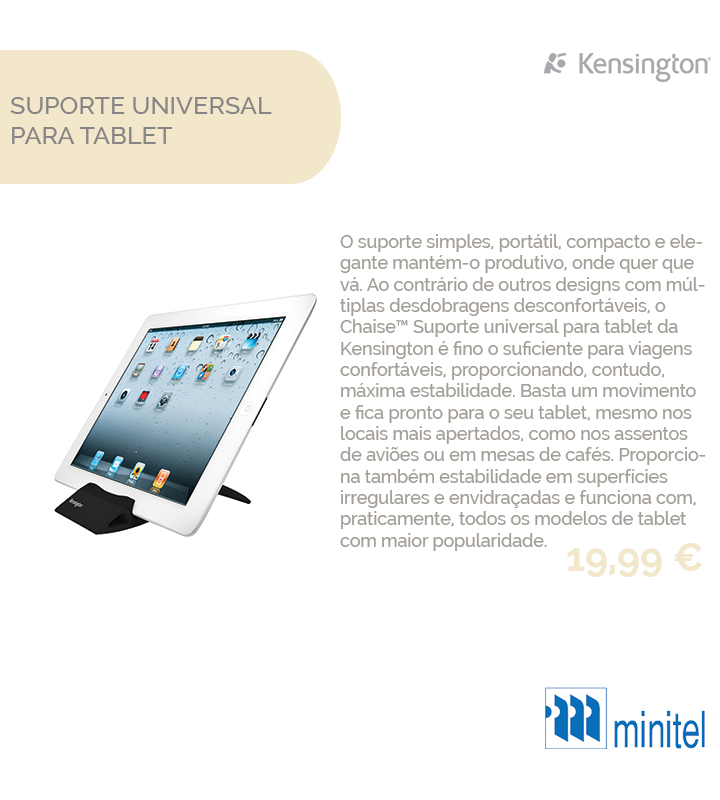 Kensington
SUPORTE UNIVERSAL
PARA TABLET
O suporte simples, portátil, compacto e ele-
gante mantém-o produtivo, onde quer que
vá. Ao contrário de outros designs com múl-
tiplas desdobragens desconfortáveis, o
Chaise™ Suporte universal para tablet da
Kensington é fino o suficiente para viagens
confortáveis, proporcionando, contudo,
máxima estabilidade. Basta um movimento
e fica pronto para o seu tablet, mesmo nos
locais mais apertados, como nos assentos
de aviões ou em mesas de cafés. Proporcio-
na também estabilidade em superfícies
irregulares e envidraçadas e funciona com,
praticamente, todos os modelos de tablet
com maior popularidade.
19,99 €
Kensington
minitel